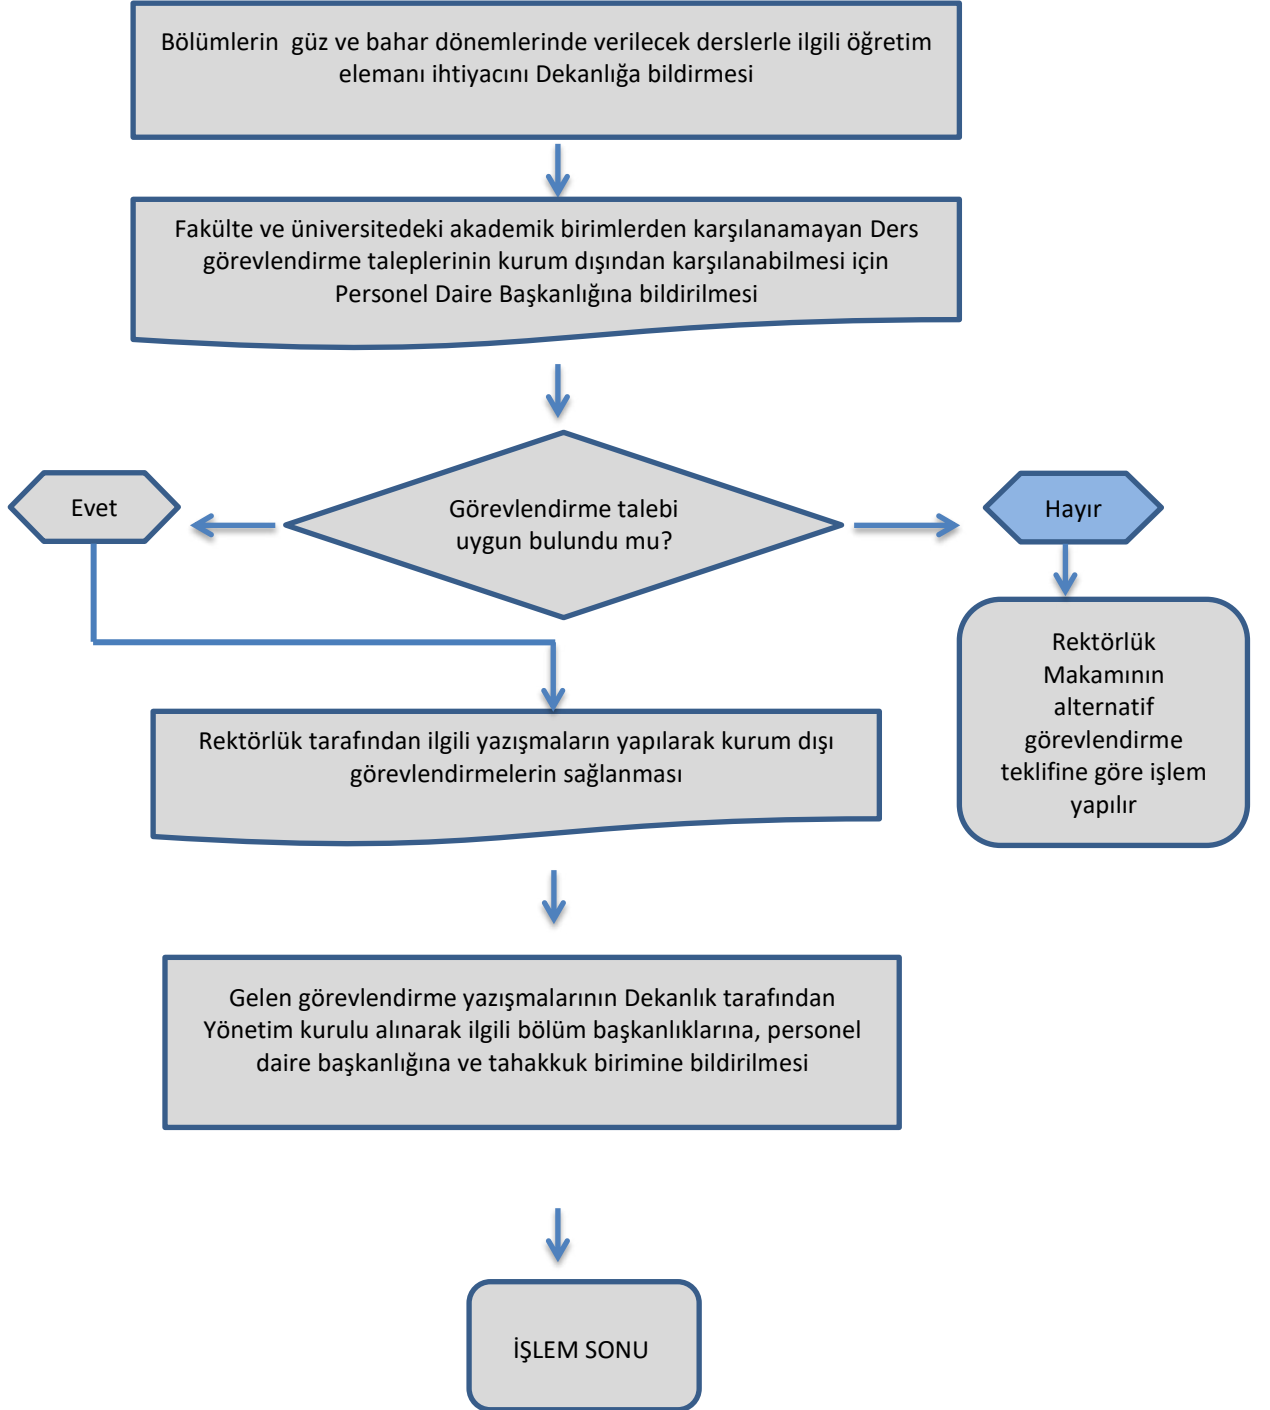 Bölümlerin  güz ve bahar dönemlerinde verilecek derslerle ilgili öğretim
elemanı ihtiyacını Dekanlığa bildirmesi
Fakülte ve üniversitedeki akademik birimlerden karşılanamayan Ders
görevlendirme taleplerinin kurum dışından karşılanabilmesi için
Personel Daire Başkanlığına bildirilmesi
Görevlendirme talebi
uygun bulundu mu?
Evet
Hayır
Rektörlük
Makamının
alternatif
görevlendirme
teklifine göre işlem
yapılır
Rektörlük tarafından ilgili yazışmaların yapılarak kurum dışı
görevlendirmelerin sağlanması
Gelen görevlendirme yazışmalarının Dekanlık tarafından
Yönetim kurulu alınarak ilgili bölüm başkanlıklarına, personel
daire başkanlığına ve tahakkuk birimine bildirilmesi
İŞLEM SONU